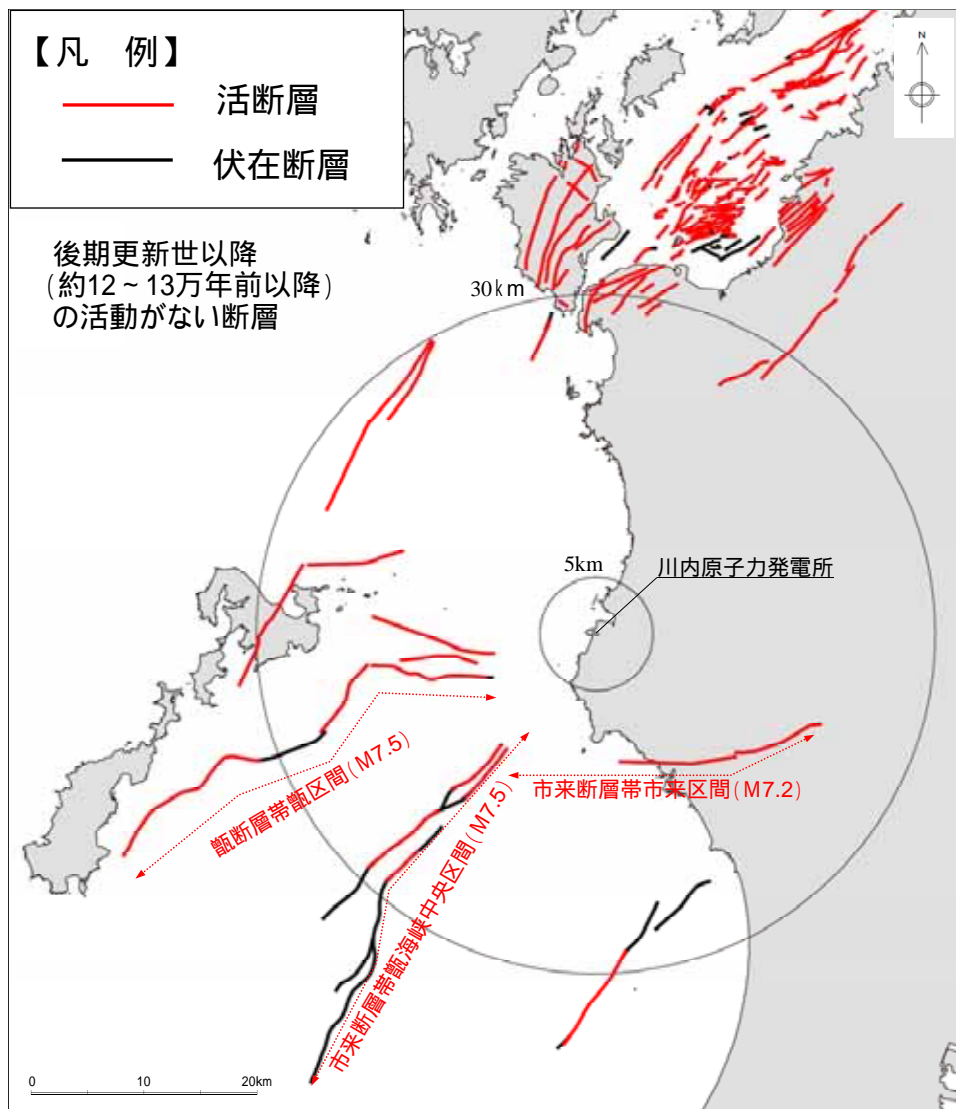 【凡　例】
活断層
伏在断層
N
後期更新世以降
(約12～13万年前以降)
の活動がない断層
30km
5km
川内原子力発電所
甑断層帯甑区間(M7.5)
市来断層帯市来区間(M7.2)
市来断層帯甑海峡中央区間(M7.5)
0 10 20km